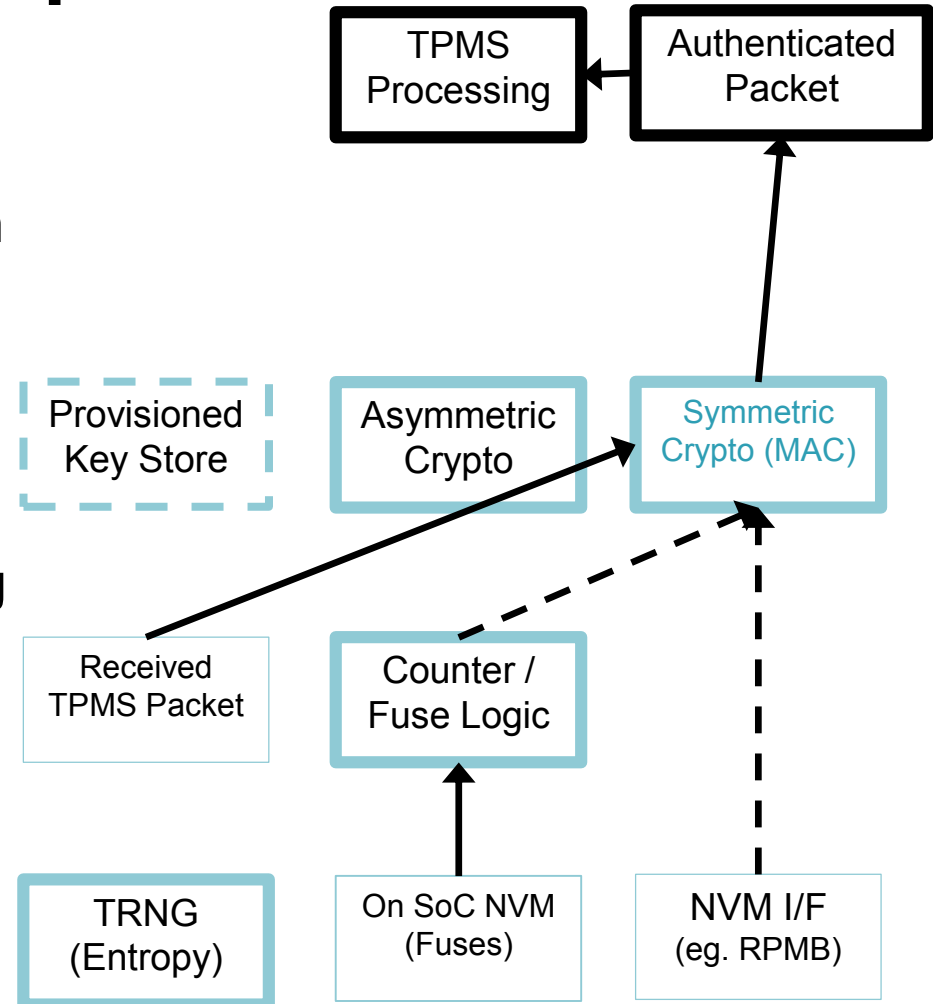 TPMS
Processing
Authenticated
Packet
Provisioned
Key Store
Asymmetric
Crypto
Symmetric
Crypto (MAC)
Received
TPMS Packet
Counter /
Fuse Logic
TRNG
(Entropy)
On SoC NVM
(Fuses)
NVM I/F
(eg. RPMB)